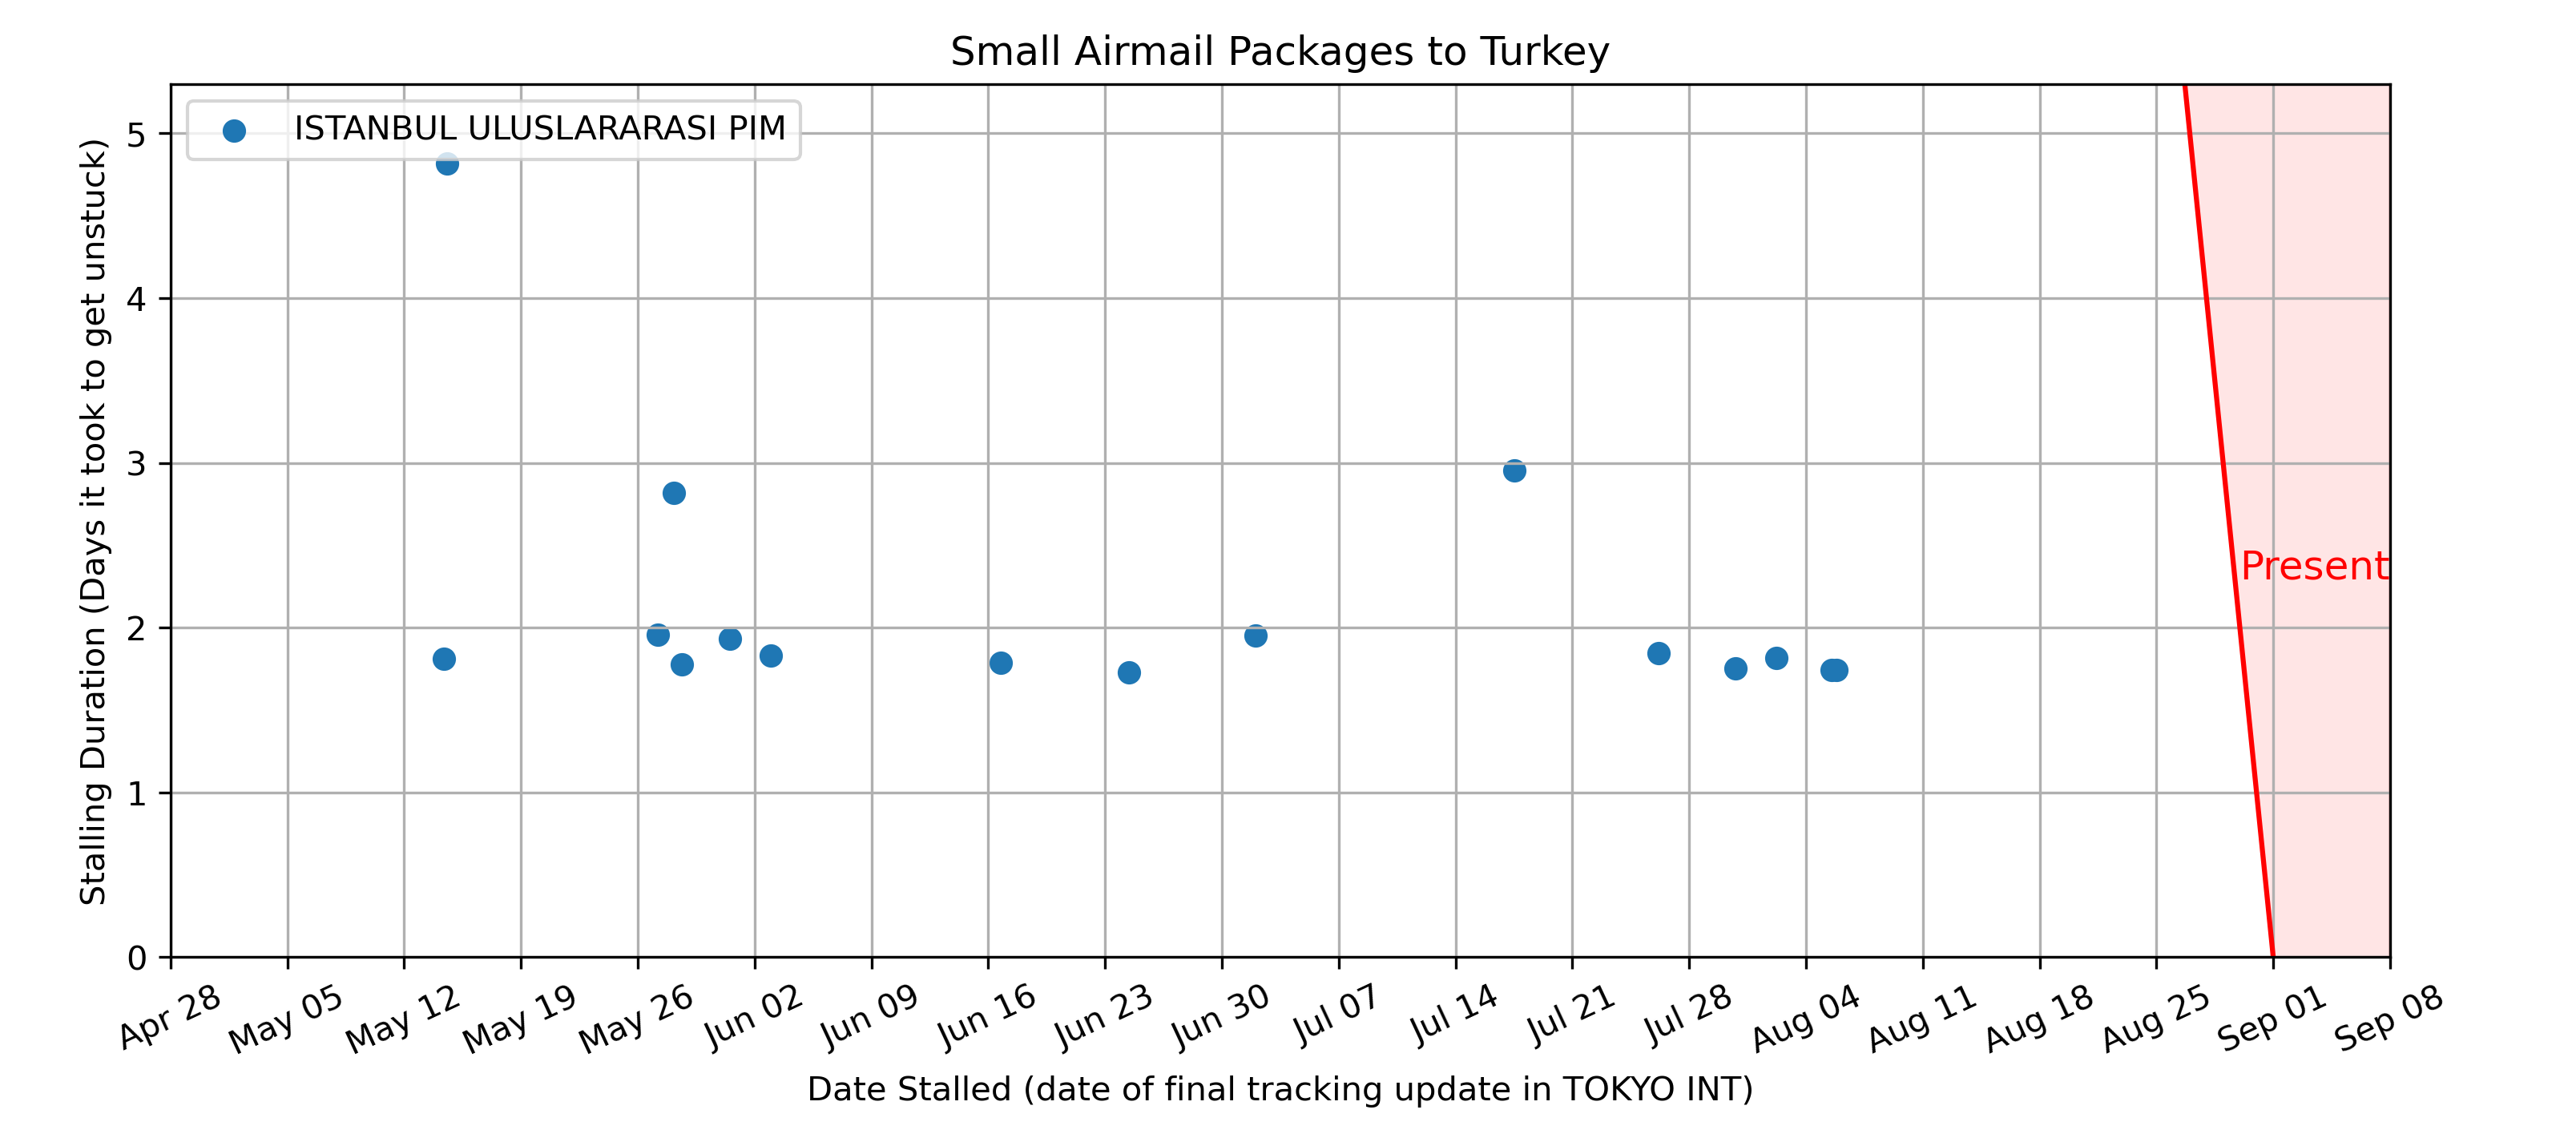 Small Airmail Packages to Turkey
ISTANBUL ULUSLARARASI PIM
Stalling Duration (Days it took to get unstuck)
5
4
3
2
1
0
Present
Apr 28
May 05
May 12
May 19
May 26
Jun 02
Jun 09
Jun 16
Jun 23
Jun 30
Jul 07
Jul 14
Jul 21
Jul 28
Aug 04
Aug 11
Aug 18
Aug 25
Sep 01
Sep 08
Date Stalled (date of final tracking update in TOKYO INT)